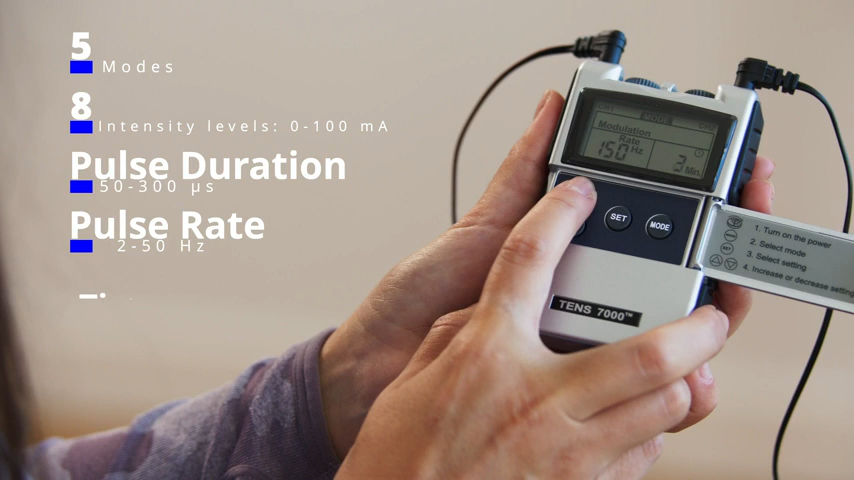 5
Modes
8
Intensity levels: 0-100 mA
Pulse Duration
50-300 µs
Pulse Rate
2-50 Hz
CH1
MODE
CH2
Modulation
Rate
150 Hz
3 Min.
SET
MODE
1. Turn on the power
2. Select mode
3. Select setting
4. Increase or decrease setting
TENS 7000™